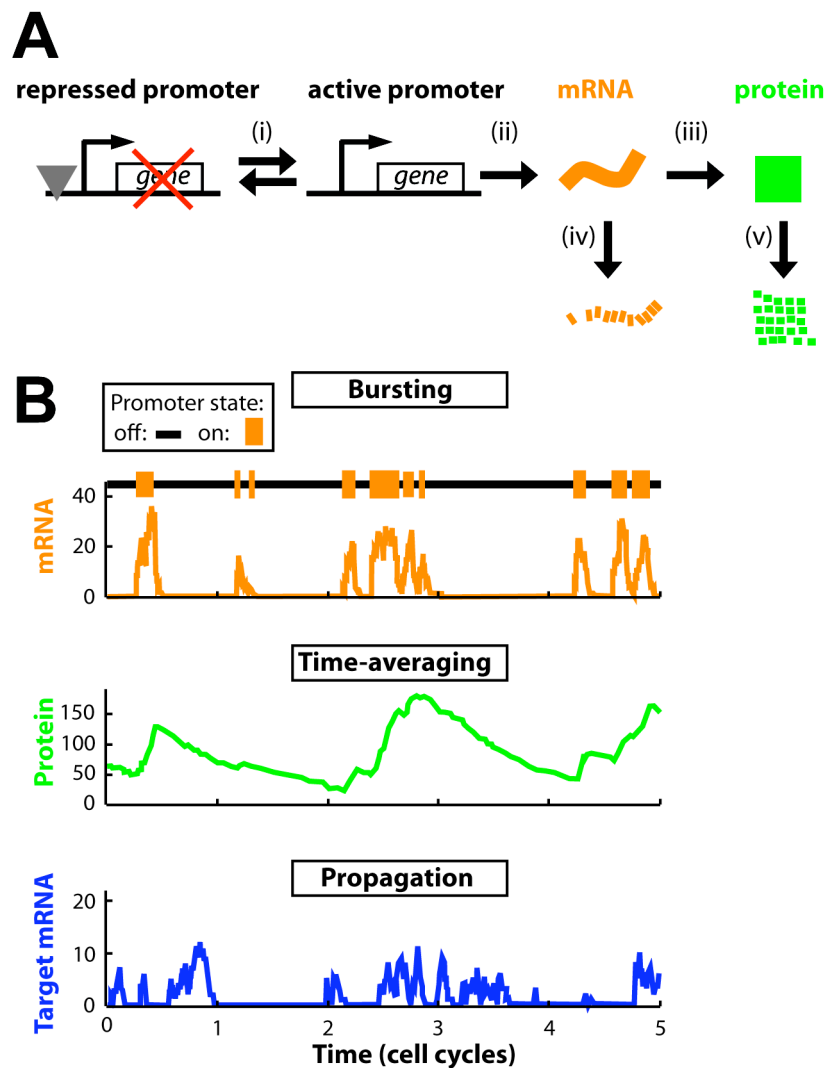 A
repressed promoter
active promoter
mRNA
protein
(i)
(ii)
(iii)
gene
gene
(iv)
(v)
B
Bursting
Promoter state:
off: on:
mRNA
40
20
0
Time-averaging
Protein
150
100
50
0
Propagation
Target mRNA
20
10
0
0 1 2 3 4 5
Time (cell cycles)